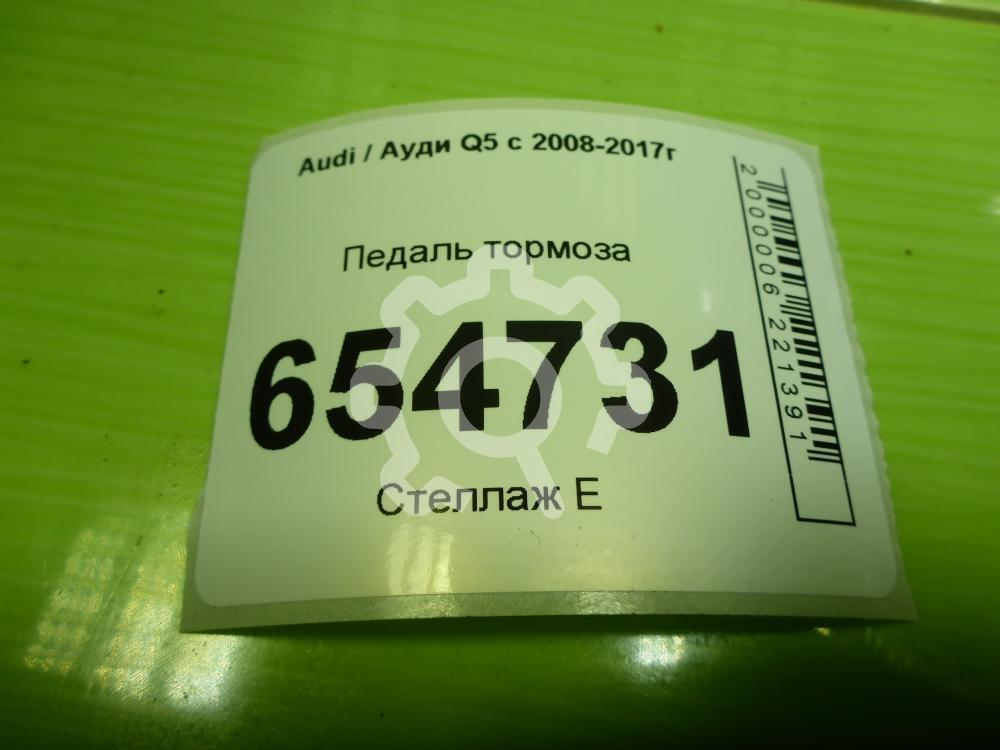 Audi / Ауди Q5 с 2008-2017г
Педаль тормоза
654731
Стеллаж Е
2000006221391